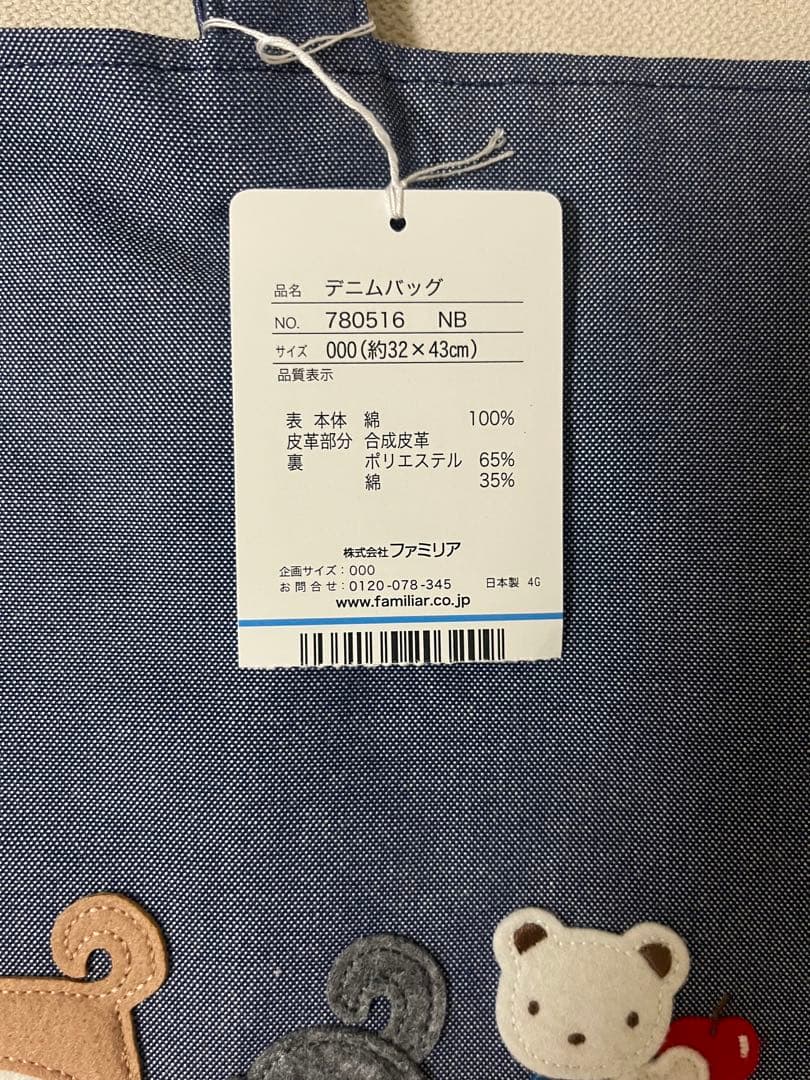 品名 デニムバッグ
NO. 780516 NB
サイズ 000(約32×43cm)
品質表示
表 本体 綿 100%
皮革部分 合成皮革
裏 ポリエステル 65%
綿 35%
株式会社ファミリア
企画サイズ：000
お問合せ：0120-078-345 日本製 4G
www.familiar.co.jp